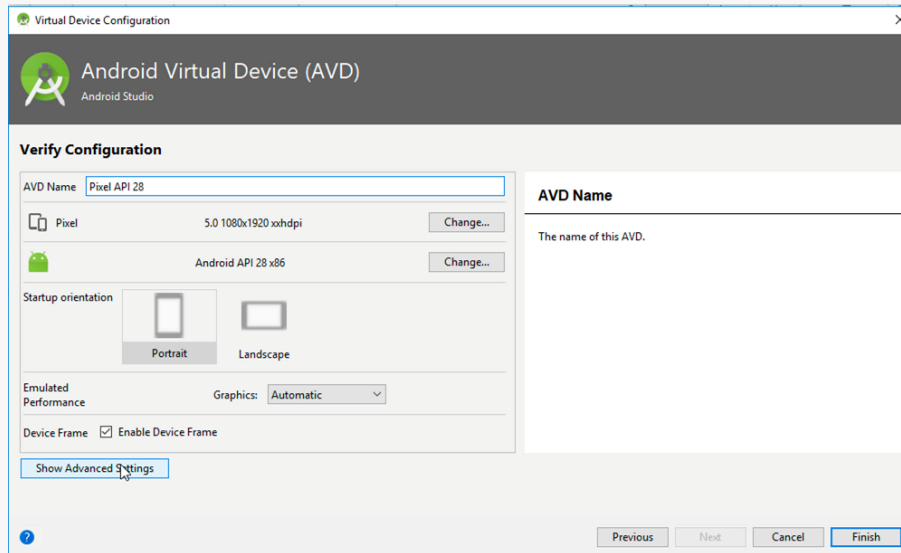 Virtual Device Configuration
Android Virtual Device (AVD)
Android Studio
Verify Configuration
AVD Name Pixel API 28
Pixel 5.0 1080x1920 xxhdpi Change...
Android API 28 x86 Change...
Startup orientation
Portrait Landscape
Emulated
Performance
Graphics: Automatic
Device Frame Enable Device Frame
Show Advanced Settings
AVD Name
The name of this AVD.
?
Previous Next Cancel Finish